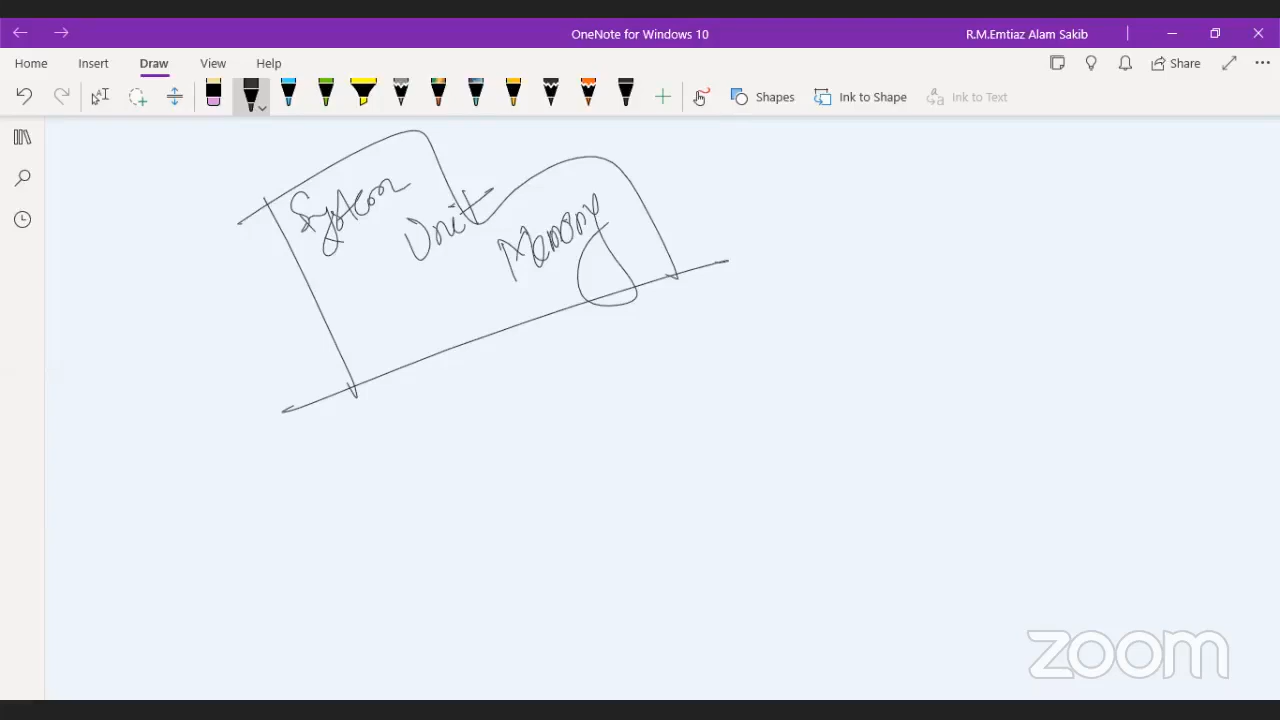 OneNote for Windows 10
R.M.Emtiaz Alam Sakib
Home Insert Draw View Help
Share
Shapes Ink to Shape Ink to Text
System Unit Memory
zoom